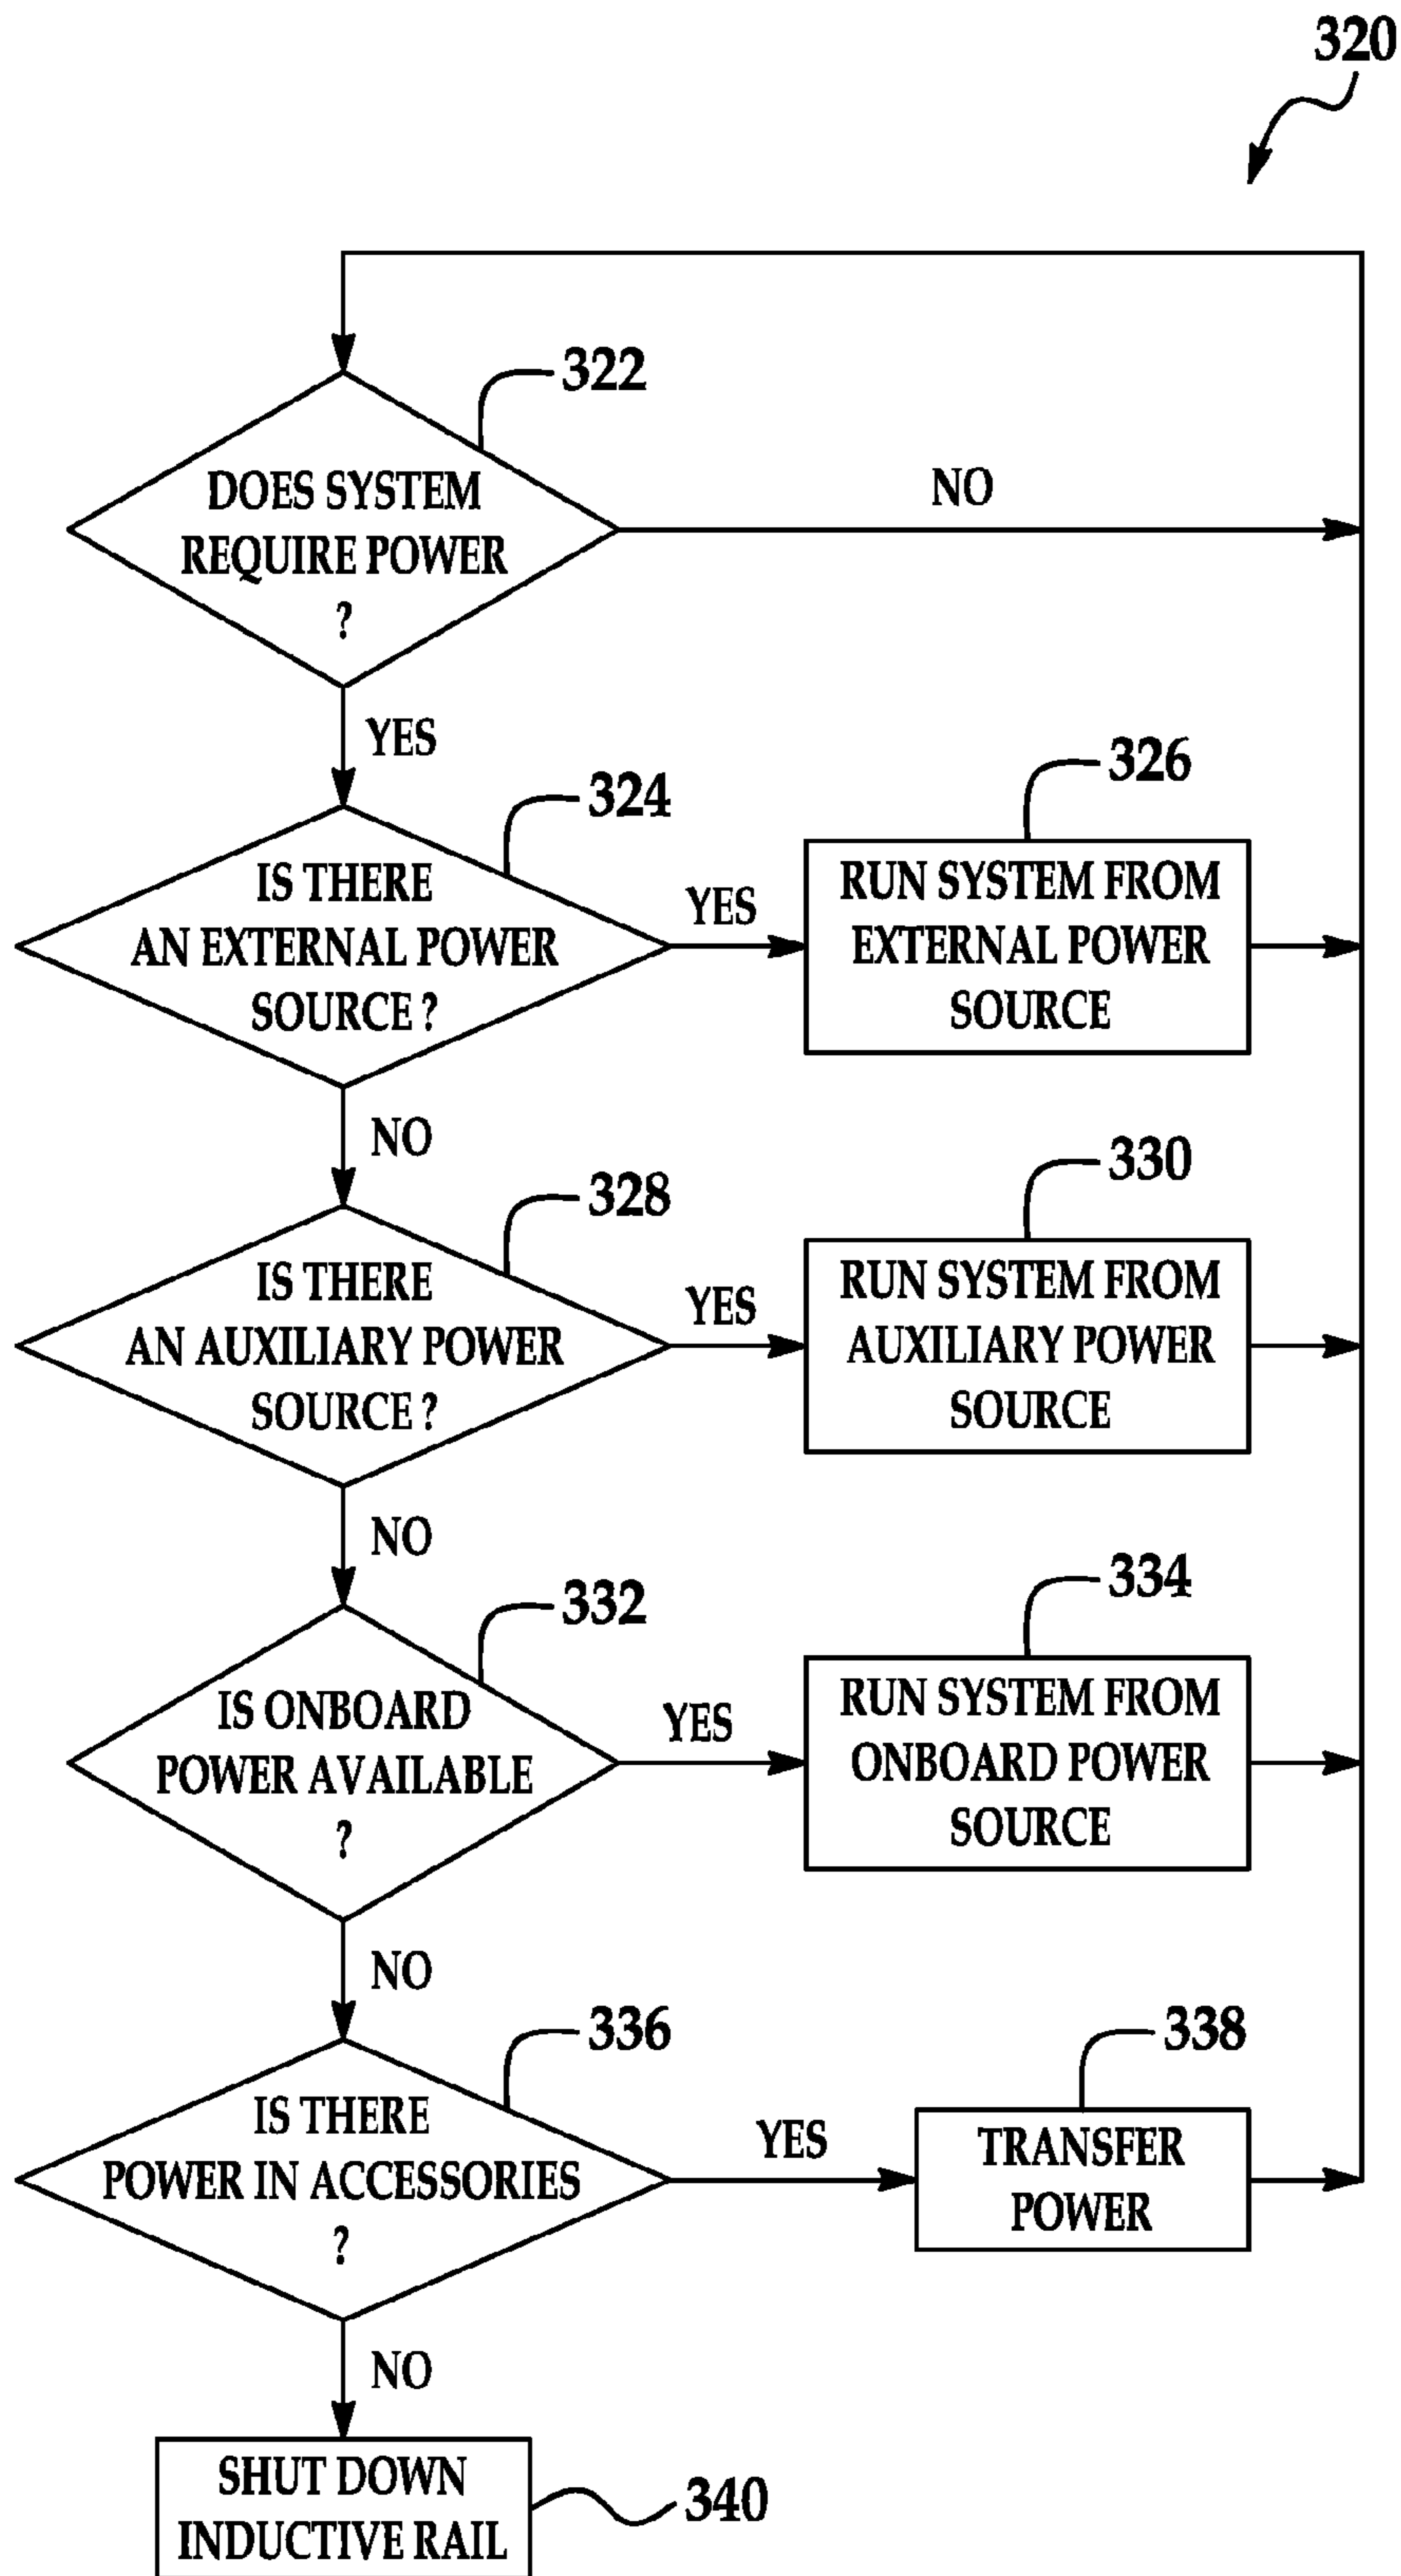 320
322
DOES SYSTEM
REQUIRE POWER
?
NO
YES
324
IS THERE
AN EXTERNAL POWER
SOURCE ?
YES
326
RUN SYSTEM FROM
EXTERNAL POWER
SOURCE
NO
328
IS THERE
AN AUXILIARY POWER
SOURCE ?
YES
330
RUN SYSTEM FROM
AUXILIARY POWER
SOURCE
NO
332
IS ONBOARD
POWER AVAILABLE
?
YES
334
RUN SYSTEM FROM
ONBOARD POWER
SOURCE
NO
336
IS THERE
POWER IN ACCESSORIES
?
YES
338
TRANSFER
POWER
NO
SHUT DOWN
INDUCTIVE RAIL
340